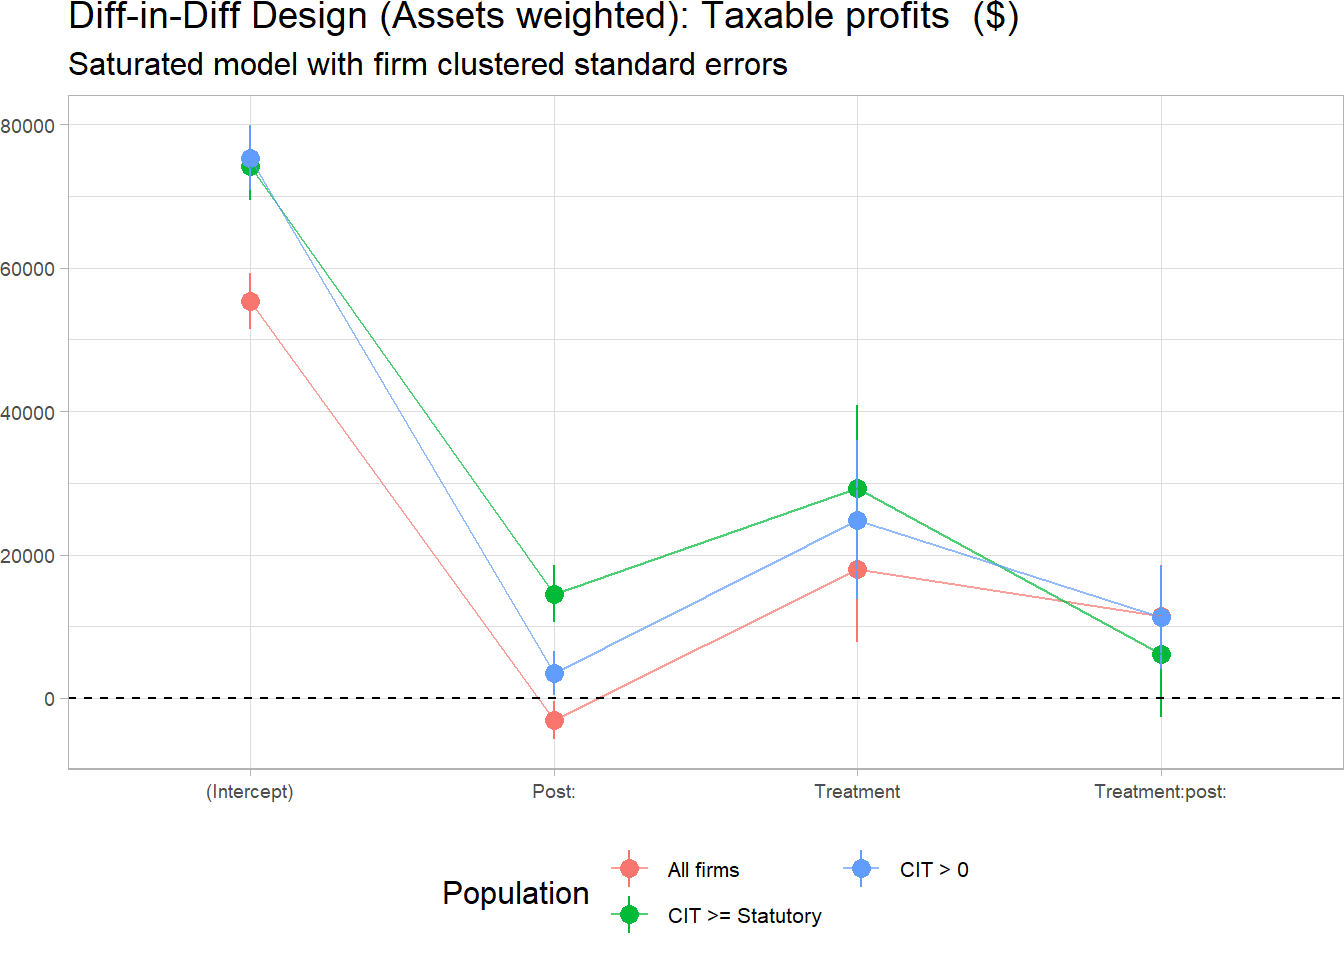 Diff-in-Diff Design (Assets weighted): Taxable profits  ($)
Saturated model with firm clustered standard errors
80000
60000
40000
20000
0
(Intercept)
Post:
Treatment
Treatment:post:
Population
All firms
CIT > 0
CIT >= Statutory